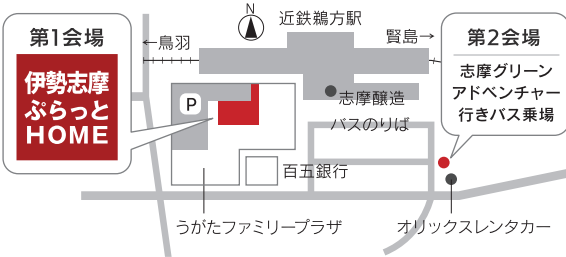 第1会場
伊勢志摩
ぷらっと
HOME
←鳥羽
N
近鉄鵜方駅
賢島→
第2会場
志摩グリーン
アドベンチャー
行きバス乗場
P
志摩醸造
バスのりば
百五銀行
うがたファミリープラザ
オリックスレンタカー